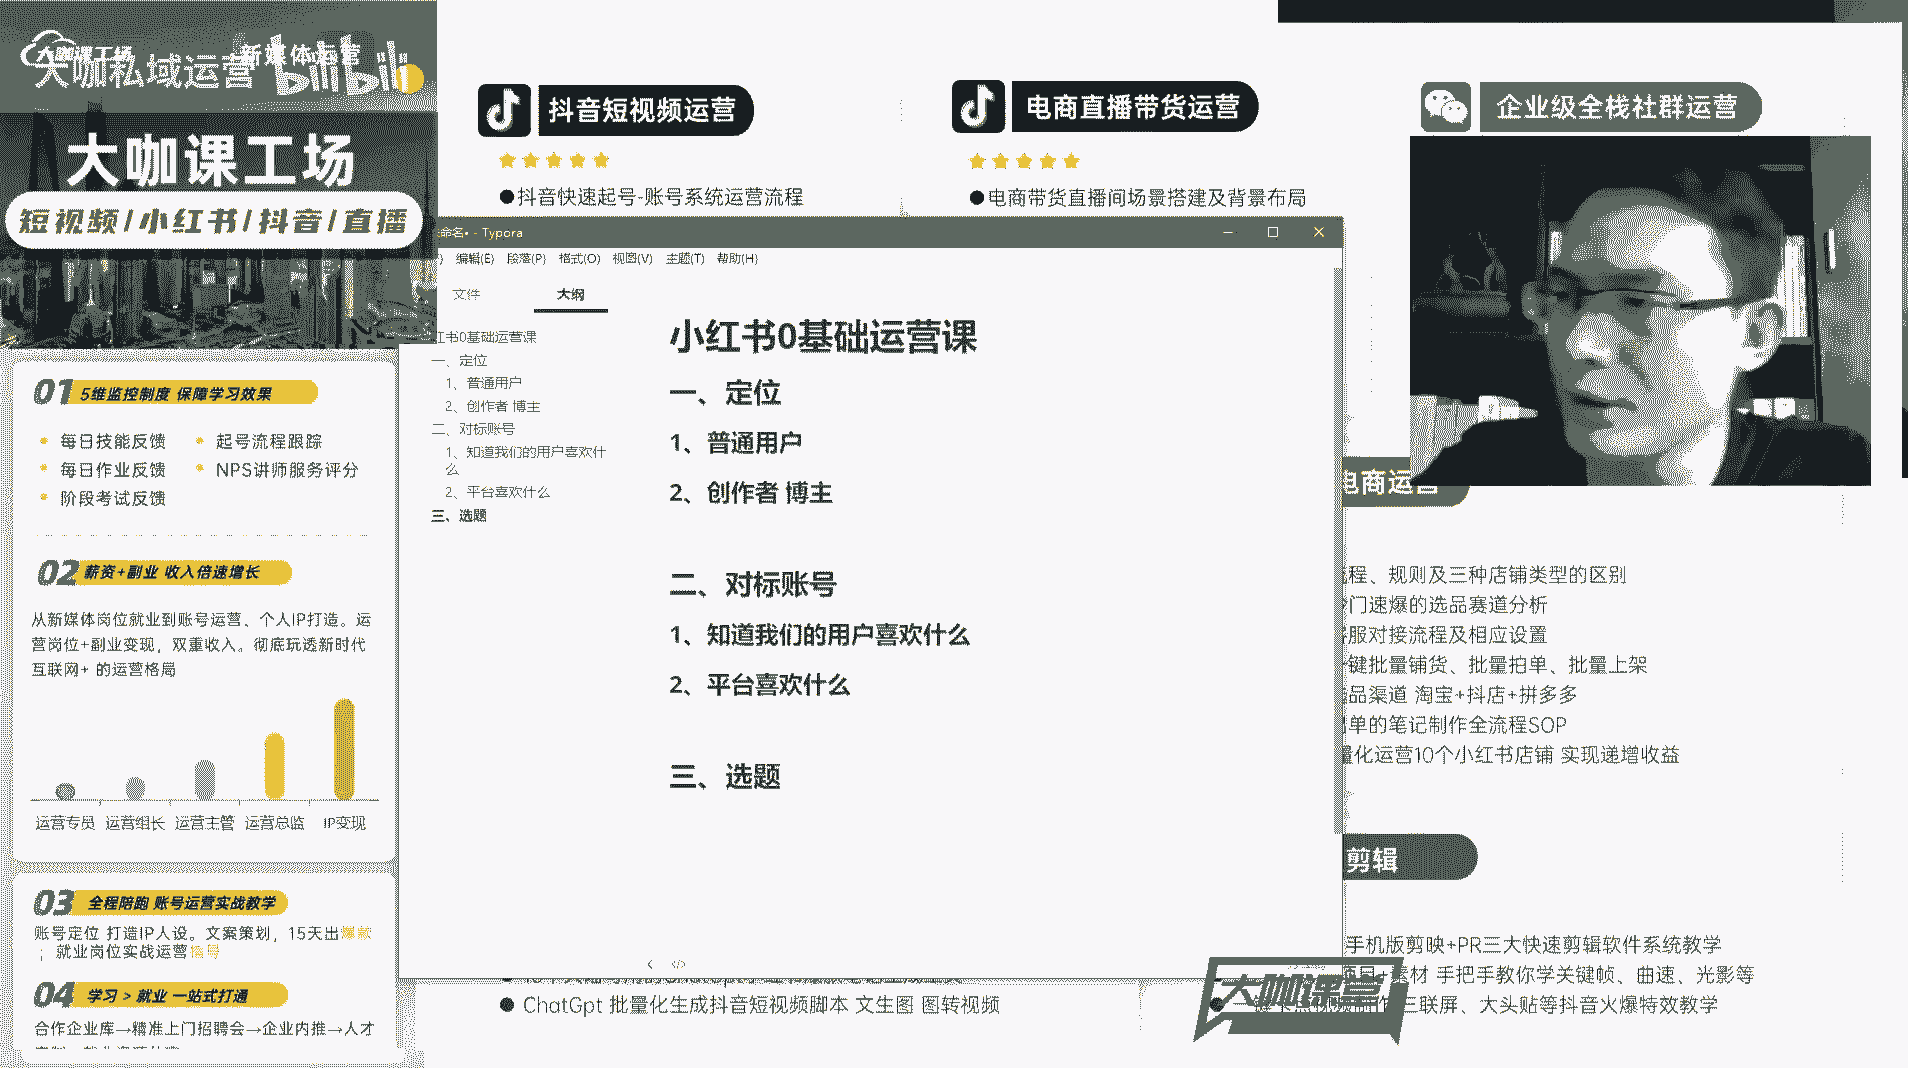 大咖课工场
新媒体运营
大咖私域运营
bilibili
大咖课工场
短视频/小红书/抖音/直播
01 5维监控制度 保障学习效果
每日技能反馈
起号流程跟踪
每日作业反馈
NPS讲师服务评分
阶段考试反馈
02 薪资+副业 收入倍速增长
从新媒体岗位就业到账号运营、个人IP打造。运
营岗位+副业变现，双重收入。彻底玩透新时代
互联网+ 的运营格局
运营专员 运营组长 运营主管 运营总监 IP变现
03 全程陪跑 账号运营实战教学
账号定位 打造IP人设。文案策划，15天出爆款
；就业岗位实战运营
04 学习 > 就业 一站式打通
合作企业库→精准上门招聘会→企业内推→人才
抖音短视频运营
●抖音快速起号-账号系统运营流程
电商直播带货运营
●电商带货直播间场景搭建及背景布局
企业级全栈社群运营
命名• - Typora
编辑(E) 段落(P) 格式(O) 视图(V) 主题(T) 帮助(H)
文件
大纲
红书0基础运营课
一、定位
1、普通用户
2、创作者 博主
二、对标账号
1、知道我们的用户喜欢什
么
2、平台喜欢什么
三、选题
小红书0基础运营课
一、定位
1、普通用户
2、创作者 博主
二、对标账号
1、知道我们的用户喜欢什么
2、平台喜欢什么
三、选题
电商运营
程、规则及三种店铺类型的区别
门速爆的选品赛道分析
服对接流程及相应设置
键批量铺货、批量拍单、批量上架
品渠道 淘宝+抖店+拼多多
单的笔记制作全流程SOP
量化运营10个小红书店铺 实现递增收益
剪辑
手机版剪映+PR三大快速剪辑软件系统教学
素材 手把手教你学关键帧、曲速、光影等
三联屏、大头贴等抖音火爆特效教学
● ChatGpt 批量化生成抖音短视频脚本 文生图 图转视频
大咖课堂